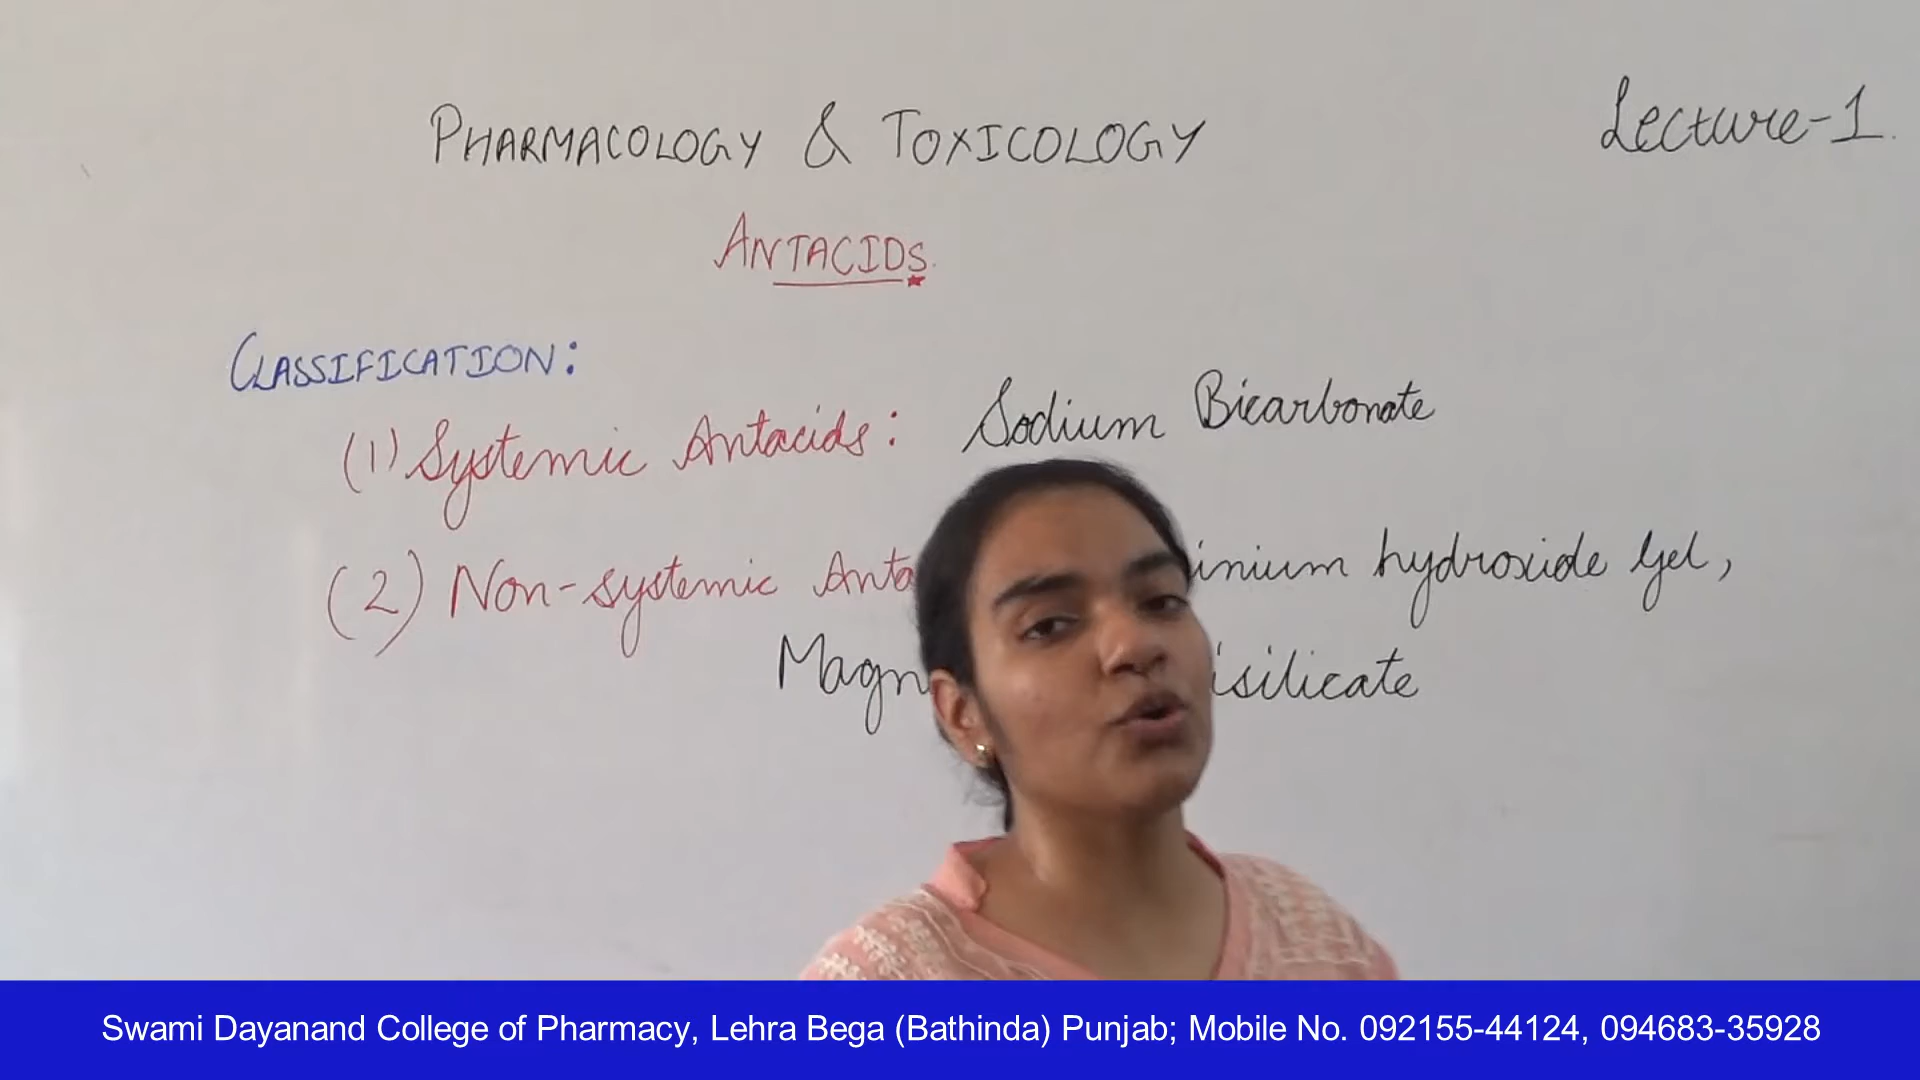 PHARMACOLOGY & TOXICOLOGY
Lecture-1.
ANTACIDS
CLASSIFICATION:
(1) Systemic Antacids: Sodium Bicarbonate
(2) Non-systemic hydroxide Gel,
Swami Dayanand College of Pharmacy, Lehra Bega (Bathinda) Punjab; Mobile No. 092155-44124, 094683-35928